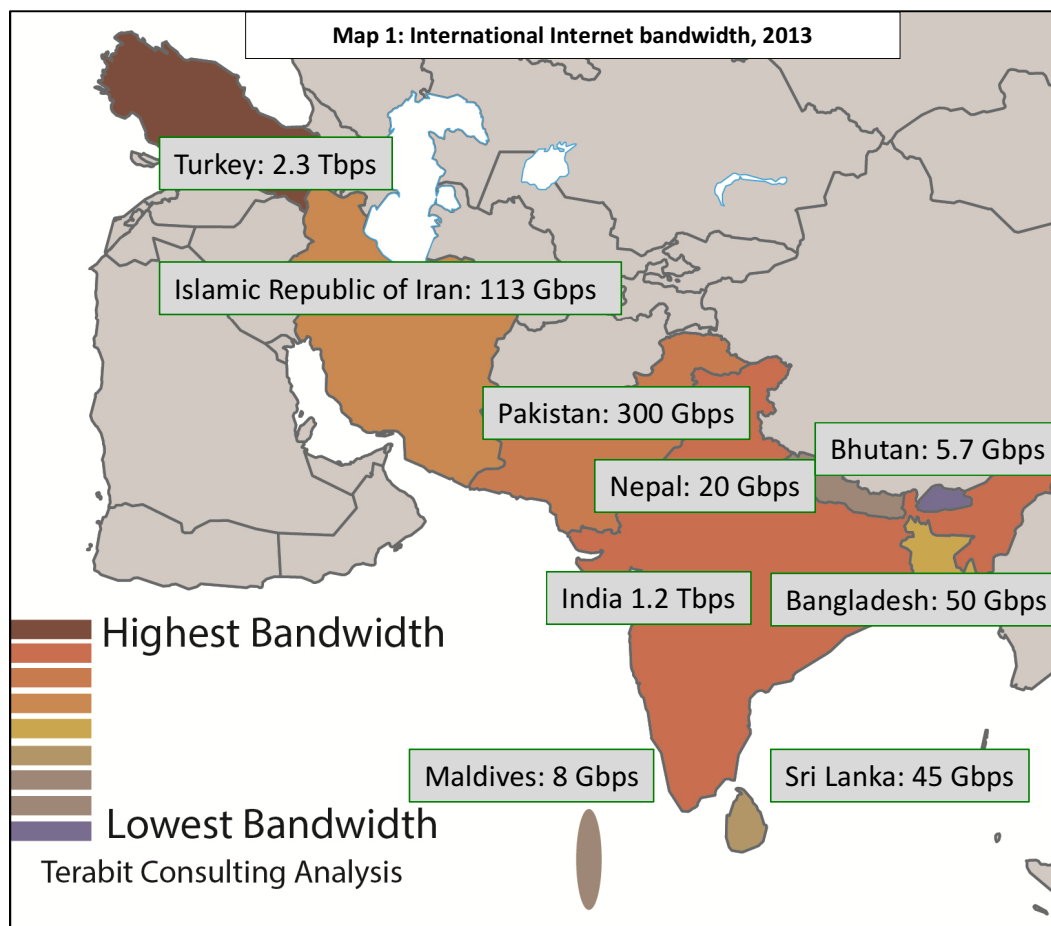 Map 1: International Internet bandwidth, 2013
Turkey: 2.3 Tbps
Islamic Republic of Iran: 113 Gbps
Pakistan: 300 Gbps
Bhutan: 5.7 Gbps
Nepal: 20 Gbps
India 1.2 Tbps
Bangladesh: 50 Gbps
Highest Bandwidth
Maldives: 8 Gbps
Sri Lanka: 45 Gbps
Lowest Bandwidth
Terabit Consulting Analysis